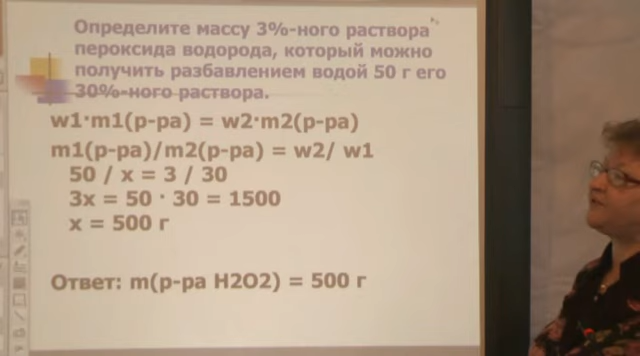 Определите массу 3%-ного раствора
пероксида водорода, который можно
получить разбавлением водой 50 г его
30%-ного раствора.
w1·m1(р-ра) = w2·m2(р-ра)
m1(р-ра)/m2(р-ра) = w2/ w1
50 / x = 3 / 30
3x = 50 · 30 = 1500
x = 500 г
Ответ: m(р-ра H2O2) = 500 г